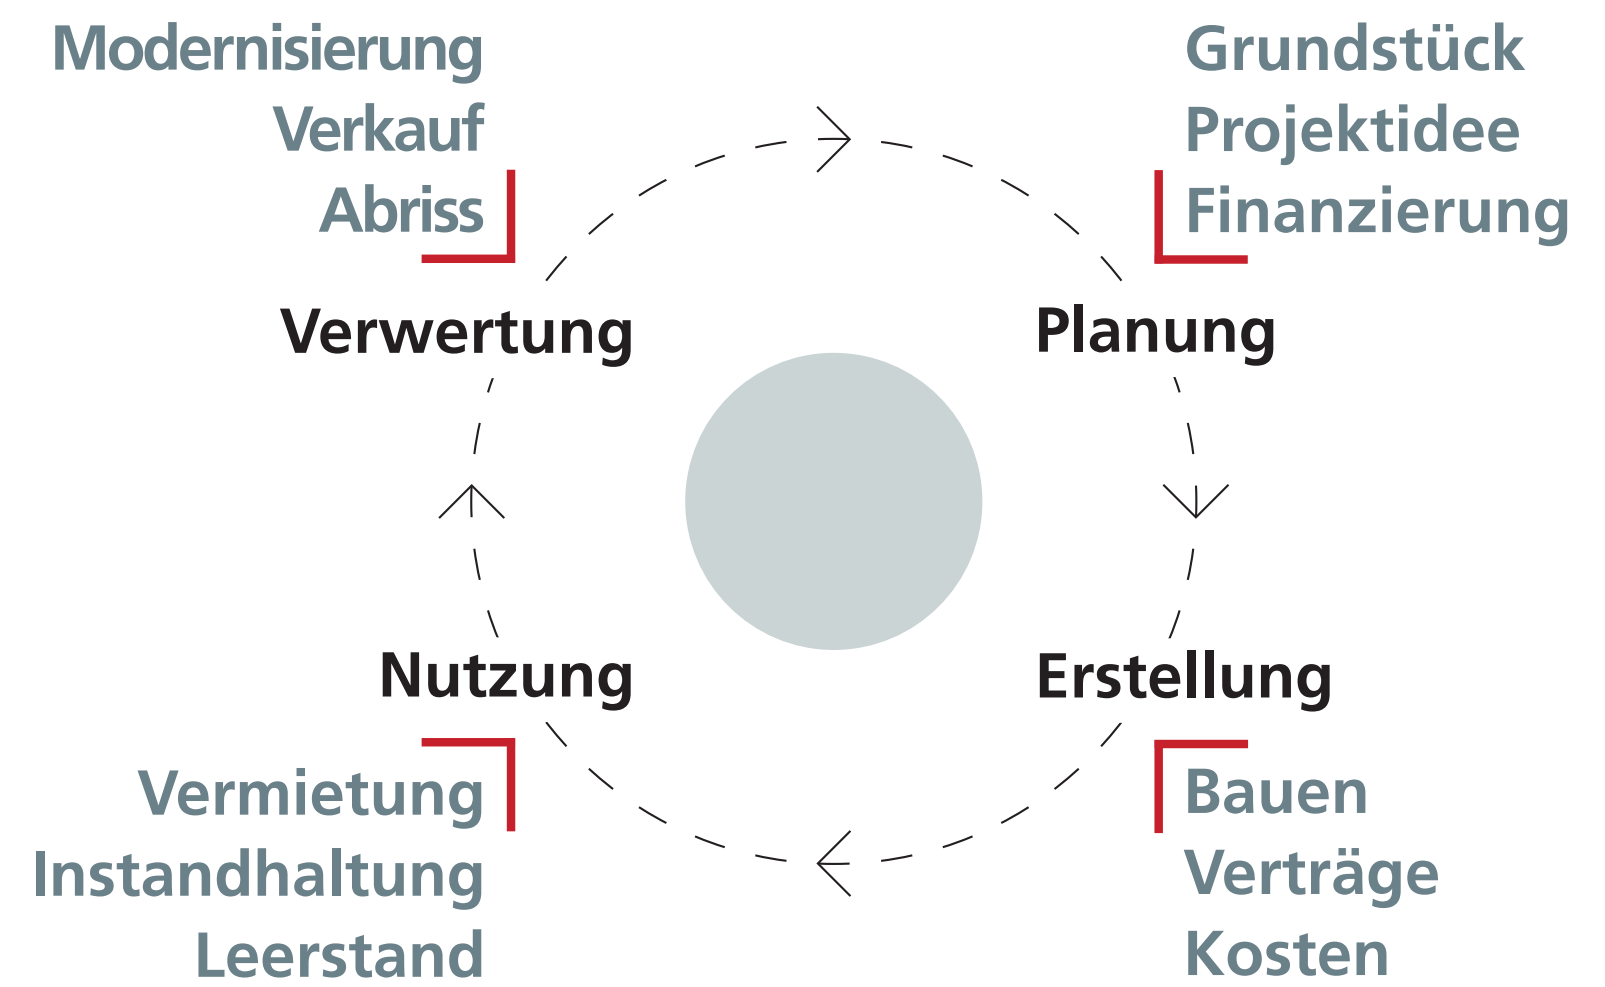 Modernisierung
Verkauf
Abriss
Verwertung
Grundstück
Projektidee
Finanzierung
Planung
Nutzung
Vermietung
Instandhaltung
Leerstand
Erstellung
Bauen
Verträge
Kosten